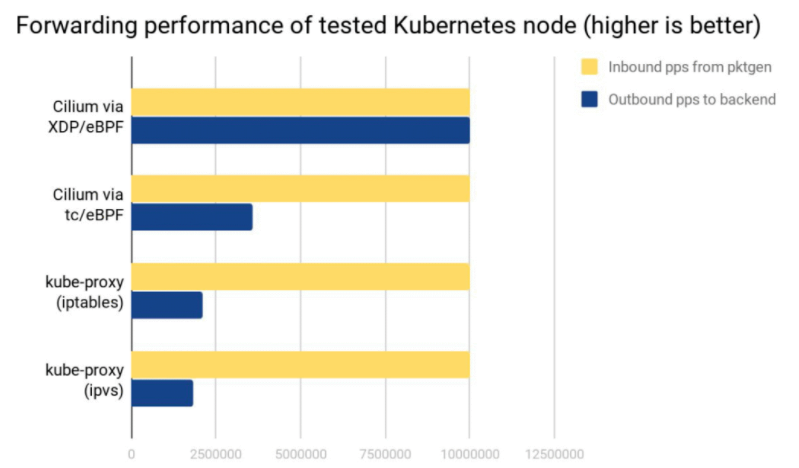 Forwarding performance of tested Kubernetes node (higher is better)
Inbound pps from pktgen
Outbound pps to backend
Cilium via
XDP/eBPF
Cilium via
tc/eBPF
kube-proxy
(iptables)
kube-proxy
(ipvs)
0 2500000 5000000 7500000 10000000 12500000